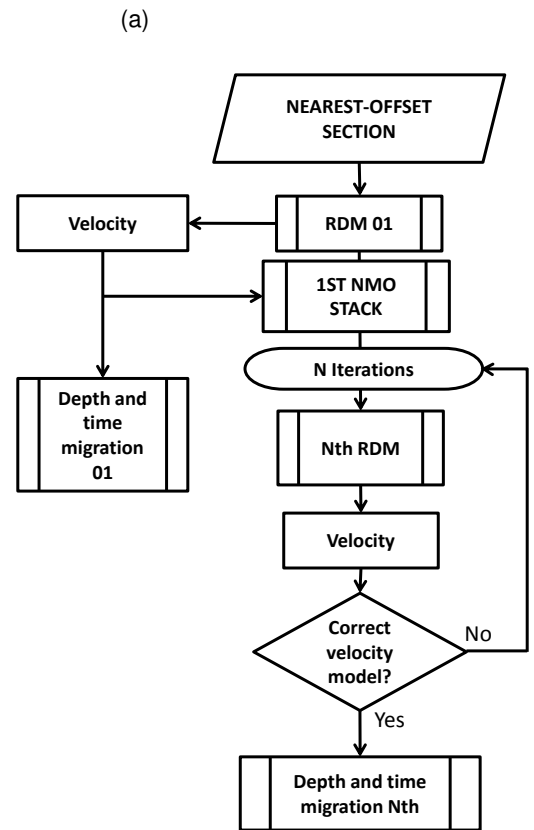 (a)
NEAREST-OFFSET
SECTION
Velocity
RDM 01
1ST NMO
STACK
N Iterations
Depth and
time
migration
01
Nth RDM
Velocity
Correct
velocity
model?
No
Yes
Depth and time
migration Nth